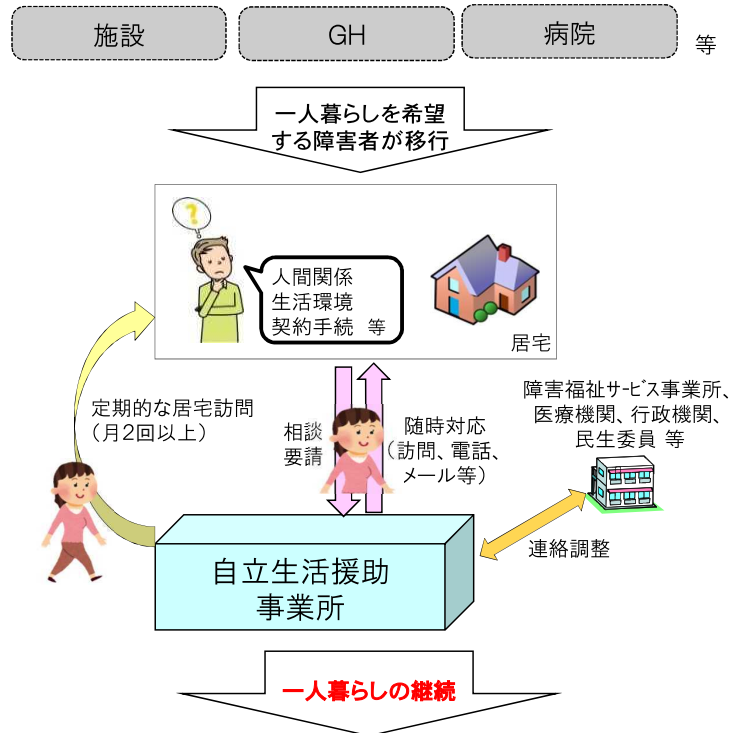 施設
GH
病院
等
一人暮らしを希望
する障害者が移行
?
人間関係
生活環境
契約手続 等
居宅
定期的な居宅訪問
(月2回以上)
相談
要請
随時対応
(訪問、電話、
メール等)
障害福祉ｻｰﾋﾞｽ事業所、
医療機関、行政機関、
民生委員 等
連絡調整
自立生活援助
事業所
一人暮らしの継続